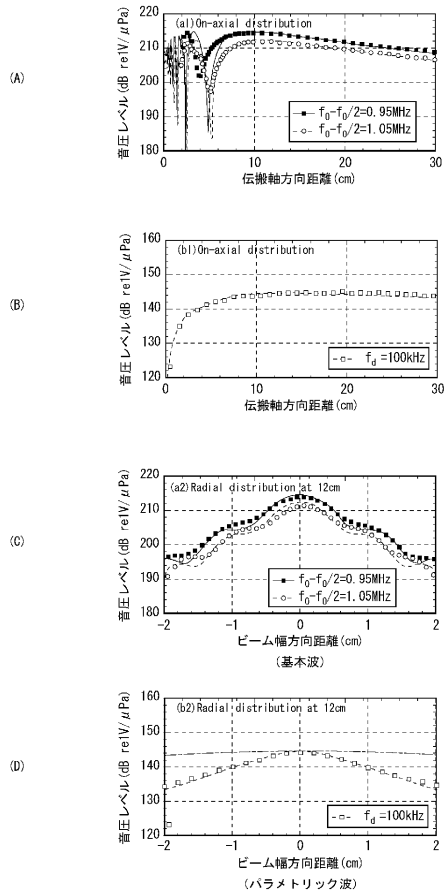 (A)
(a1)On-axial distribution
音圧レベル(dB re1V/μPa)
220
210
200
190
180
f₀-f₀/2=0.95MHz
f₀-f₀/2=1.05MHz
0 10 20 30
伝搬軸方向距離(cm)
(B)
(b1)On-axial distribution
音圧レベル(dB re1V/μPa)
160
150
140
130
120
f_d =100kHz
0 10 20 30
伝搬軸方向距離(cm)
(C)
(a2)Radial distribution at 12cm
音圧レベル(dB re1V/μPa)
220
210
200
190
180
f₀-f₀/2=0.95MHz
f₀-f₀/2=1.05MHz
-2 -1 0 1 2
ビーム幅方向距離(cm)
(基本波)
(D)
(b2)Radial distribution at 12cm
音圧レベル(dB re1V/μPa)
160
150
140
130
120
f_d =100kHz
-2 -1 0 1 2
ビーム幅方向距離(cm)
(パラメトリック波)